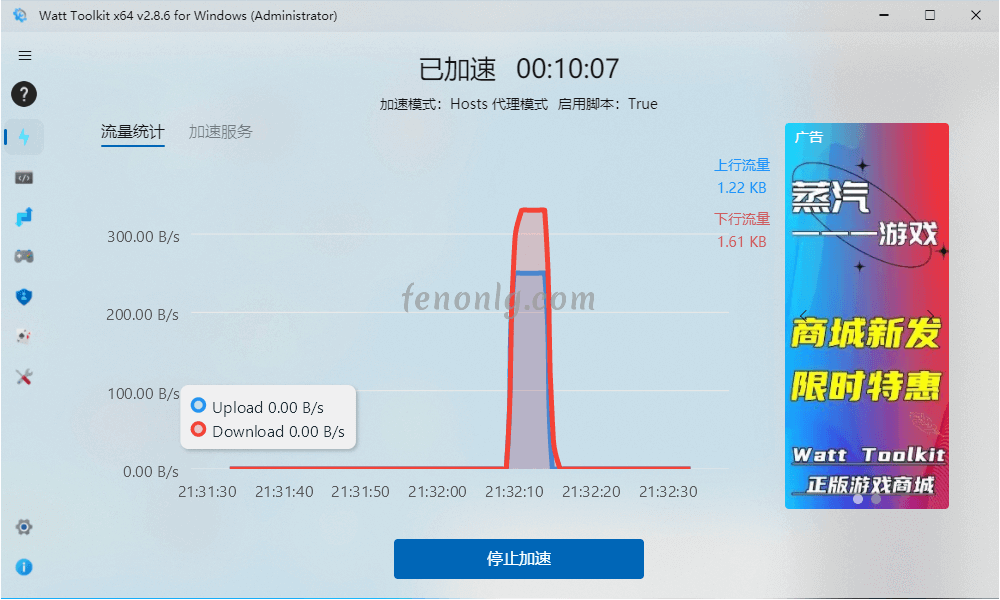 Watt Toolkit x64 v2.8.6 for Windows (Administrator)
已加速 00:10:07
加速模式：Hosts 代理模式 启用脚本：True
流量统计 加速服务
上行流量
1.22 KB
下行流量
1.61 KB
300.00 B/s
200.00 B/s
100.00 B/s
0.00 B/s
fenonlg.com
Upload 0.00 B/s
Download 0.00 B/s
21:31:30 21:31:40 21:31:50 21:32:00 21:32:10 21:32:20 21:32:30
广告
蒸汽
———游戏
商城新发
限时特惠
Watt Toolkit
正版游戏商城
停止加速